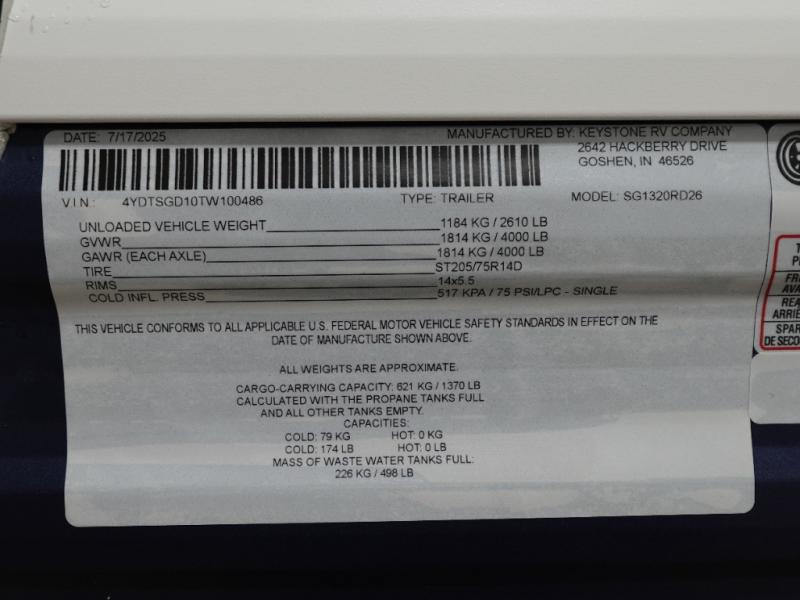 DATE: 7/17/2025
MANUFACTURED BY: KEYSTONE RV COMPANY
2642 HACKBERRY DRIVE
GOSHEN, IN 46526
VIN: 4YDTSGD10TW100486 TYPE: TRAILER MODEL: SG1320RD26
UNLOADED VEHICLE WEIGHT 1184 KG / 2610 LB
GVWR 1814 KG / 4000 LB
GAWR (EACH AXLE) 1814 KG / 4000 LB
TIRE ST205/75R14D
RIMS 14x5.5
COLD INFL. PRESS 517 KPA / 75 PSI/LPC - SINGLE
THIS VEHICLE CONFORMS TO ALL APPLICABLE U.S. FEDERAL MOTOR VEHICLE SAFETY STANDARDS IN EFFECT ON THE
DATE OF MANUFACTURE SHOWN ABOVE.
ALL WEIGHTS ARE APPROXIMATE.
CARGO-CARRYING CAPACITY: 621 KG / 1370 LB
CALCULATED WITH THE PROPANE TANKS FULL
AND ALL OTHER TANKS EMPTY.
CAPACITIES:
COLD: 79 KG HOT: 0 KG
COLD: 174 LB HOT: 0 LB
MASS OF WASTE WATER TANKS FULL:
226 KG / 498 LB